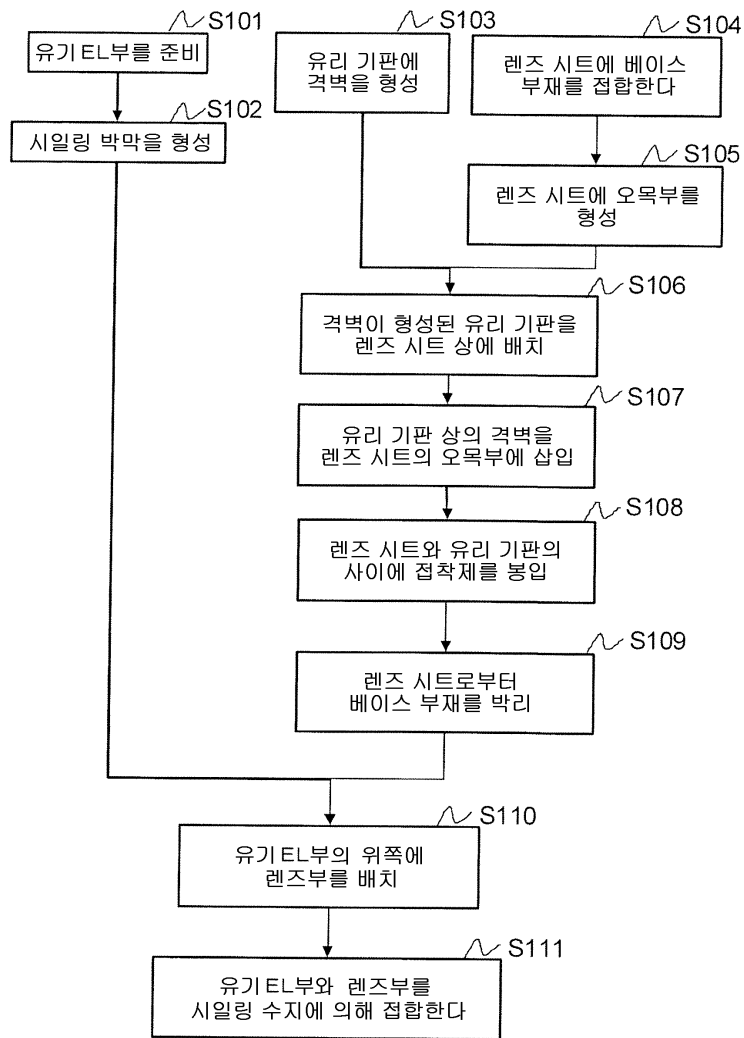 S101
유기EL부를 준비
S102
시일링 박막을 형성
S103
유리 기판에
격벽을 형성
S104
렌즈 시트에 베이스
부재를 접합한다
S105
렌즈 시트에 오목부를
형성
S106
격벽이 형성된 유리 기판을
렌즈 시트 상에 배치
S107
유리 기판 상의 격벽을
렌즈 시트의 오목부에 삽입
S108
렌즈 시트와 유리 기판의
사이에 접착제를 봉입
S109
렌즈 시트로부터
베이스 부재를 박리
S110
유기EL부의 위쪽에
렌즈부를 배치
S111
유기EL부와 렌즈부를
시일링 수지에 의해 접합한다